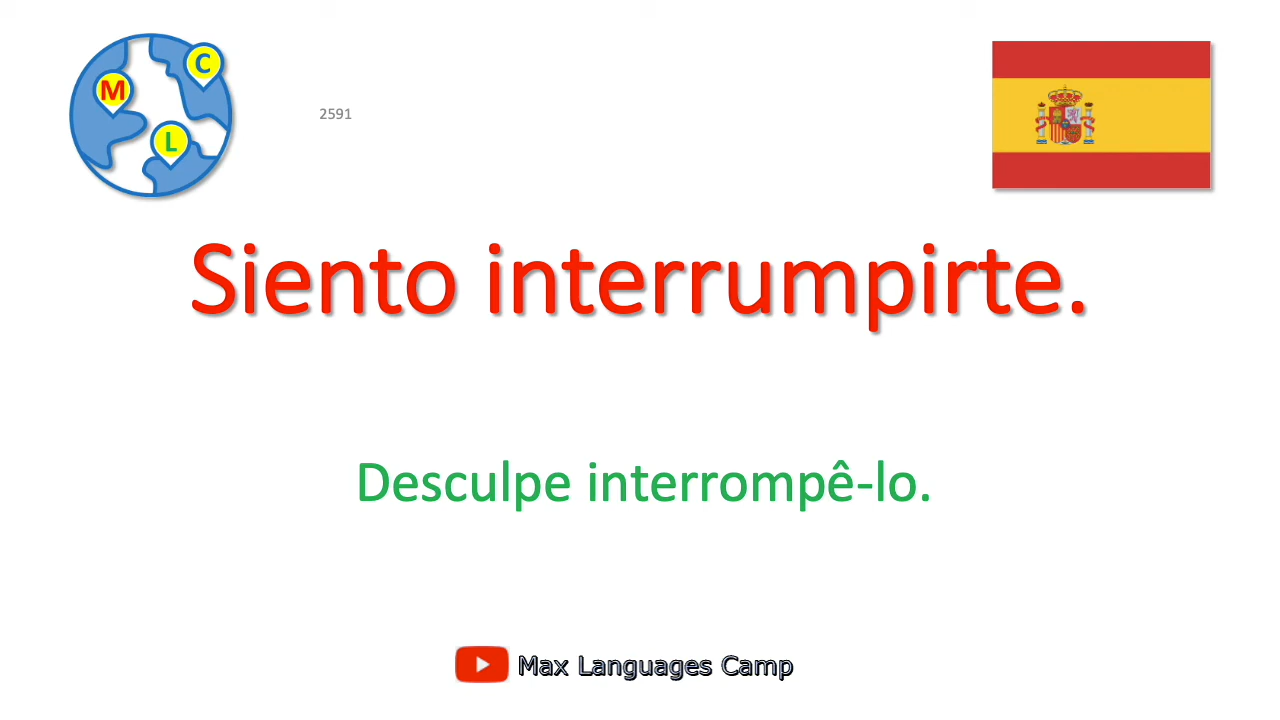 C
M
L
2591
Siento interrumpirte.
Desculpe interrompê-lo.
Max Languages Camp